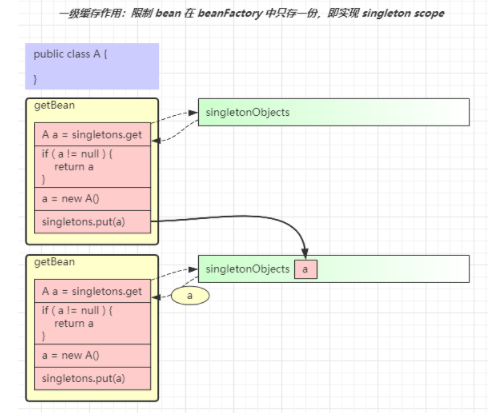 一级缓存作用：限制 bean 在 beanFactory 中只存一份，即实现 singleton scope
public class A {
}
getBean
A a = singletons.get
if ( a != null ) {
return a
}
a = new A()
singletons.put(a)
singletonObjects
getBean
A a = singletons.get
if ( a != null ) {
return a
}
a = new A()
singletons.put(a)
singletonObjects
a
a